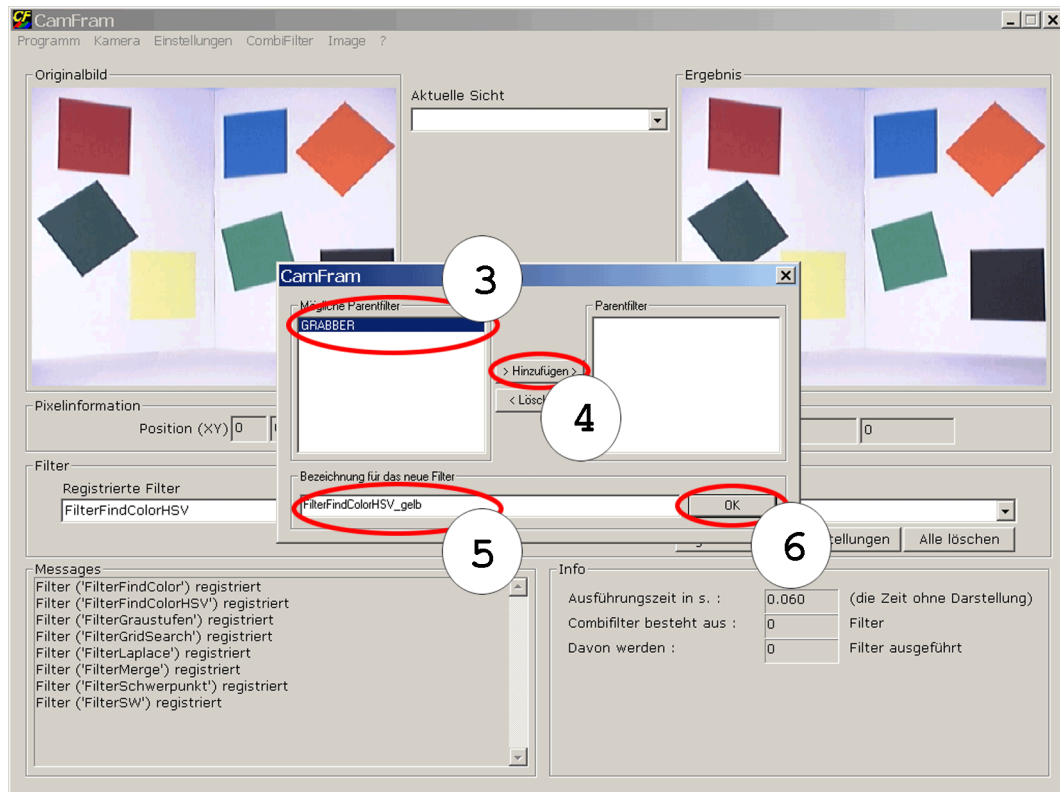 CF CamFram
Programm Kamera Einstellungen CombiFilter Image ?
Originalbild
Aktuelle Sicht
Ergebnis
CamFram
3
Mögliche Parentfilter
GRABBER
Parentfilter
> Hinzufügen >
4
Bezeichnung für das neue Filter
FilterFindColorHSV_gelb
OK
5
6
Pixelinformation
Position (XY) 0
0
Filter
Registrierte Filter
FilterFindColorHSV
Alle löschen
Messages
Filter ('FilterFindColor') registriert
Filter ('FilterFindColorHSV') registriert
Filter ('FilterGraustufen') registriert
Filter ('FilterGridSearch') registriert
Filter ('FilterLaplace') registriert
Filter ('FilterMerge') registriert
Filter ('FilterSchwerpunkt') registriert
Filter ('FilterSW') registriert
Info
Ausführungszeit in s. : 0.060 (die Zeit ohne Darstellung)
Combifilter besteht aus : 0 Filter
Davon werden : 0 Filter ausgeführt